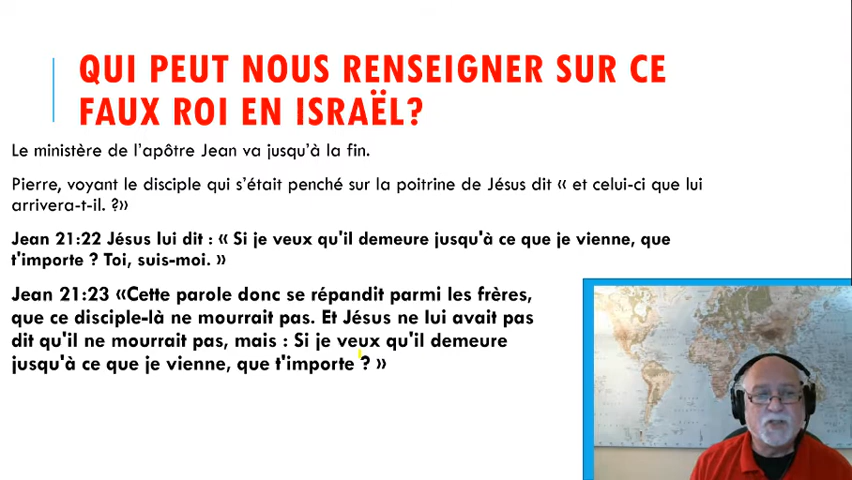 QUI PEUT NOUS RENSEIGNER SUR CE
FAUX ROI EN ISRAËL?
Le ministère de l'apôtre Jean va jusqu'à la fin.
Pierre, voyant le disciple qui s'était penché sur la poitrine de Jésus dit « et celui-ci que lui
arrivera-t-il. ?»
Jean 21:22 Jésus lui dit : « Si je veux qu'il demeure jusqu'à ce que je vienne, que
t'importe ? Toi, suis-moi. »
Jean 21:23 «Cette parole donc se répandit parmi les frères,
que ce disciple-là ne mourrait pas. Et Jésus ne lui avait pas
dit qu'il ne mourrait pas, mais : Si je veux qu'il demeure
jusqu'à ce que je vienne, que t'importe ? »